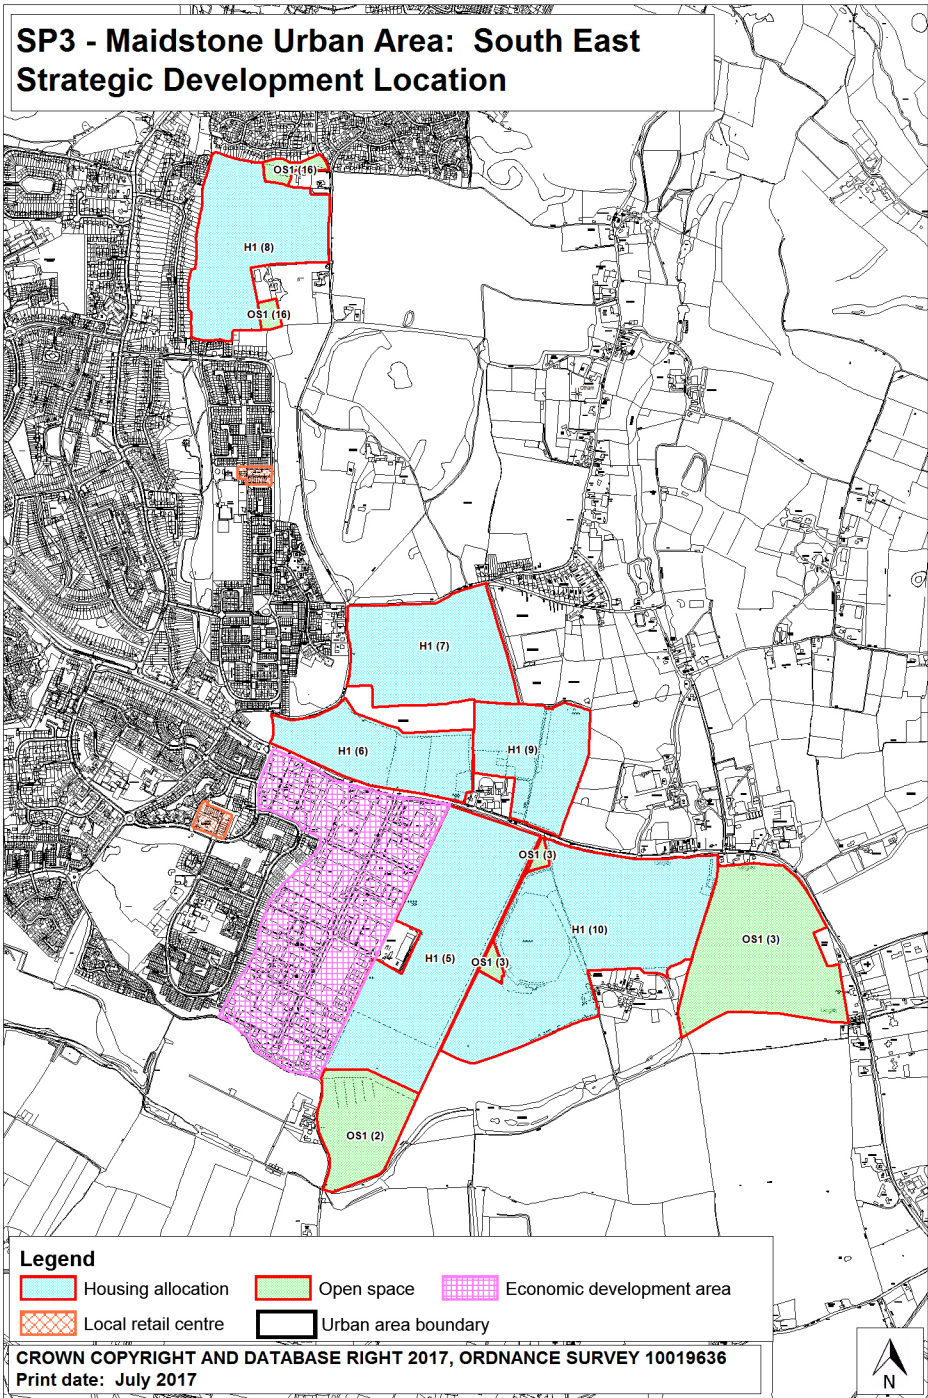 SP3 - Maidstone Urban Area: South East
Strategic Development Location
OS1 (16)
H1 (8)
OS1 (16)
H1 (7)
H1 (6)
H1 (9)
OS1 (3)
H1 (10)
OS1 (3)
H1 (5)
OS1 (3)
OS1 (2)
Legend
Housing allocation
Open space
Economic development area
Local retail centre
Urban area boundary
CROWN COPYRIGHT AND DATABASE RIGHT 2017, ORDNANCE SURVEY 10019636
Print date: July 2017
N